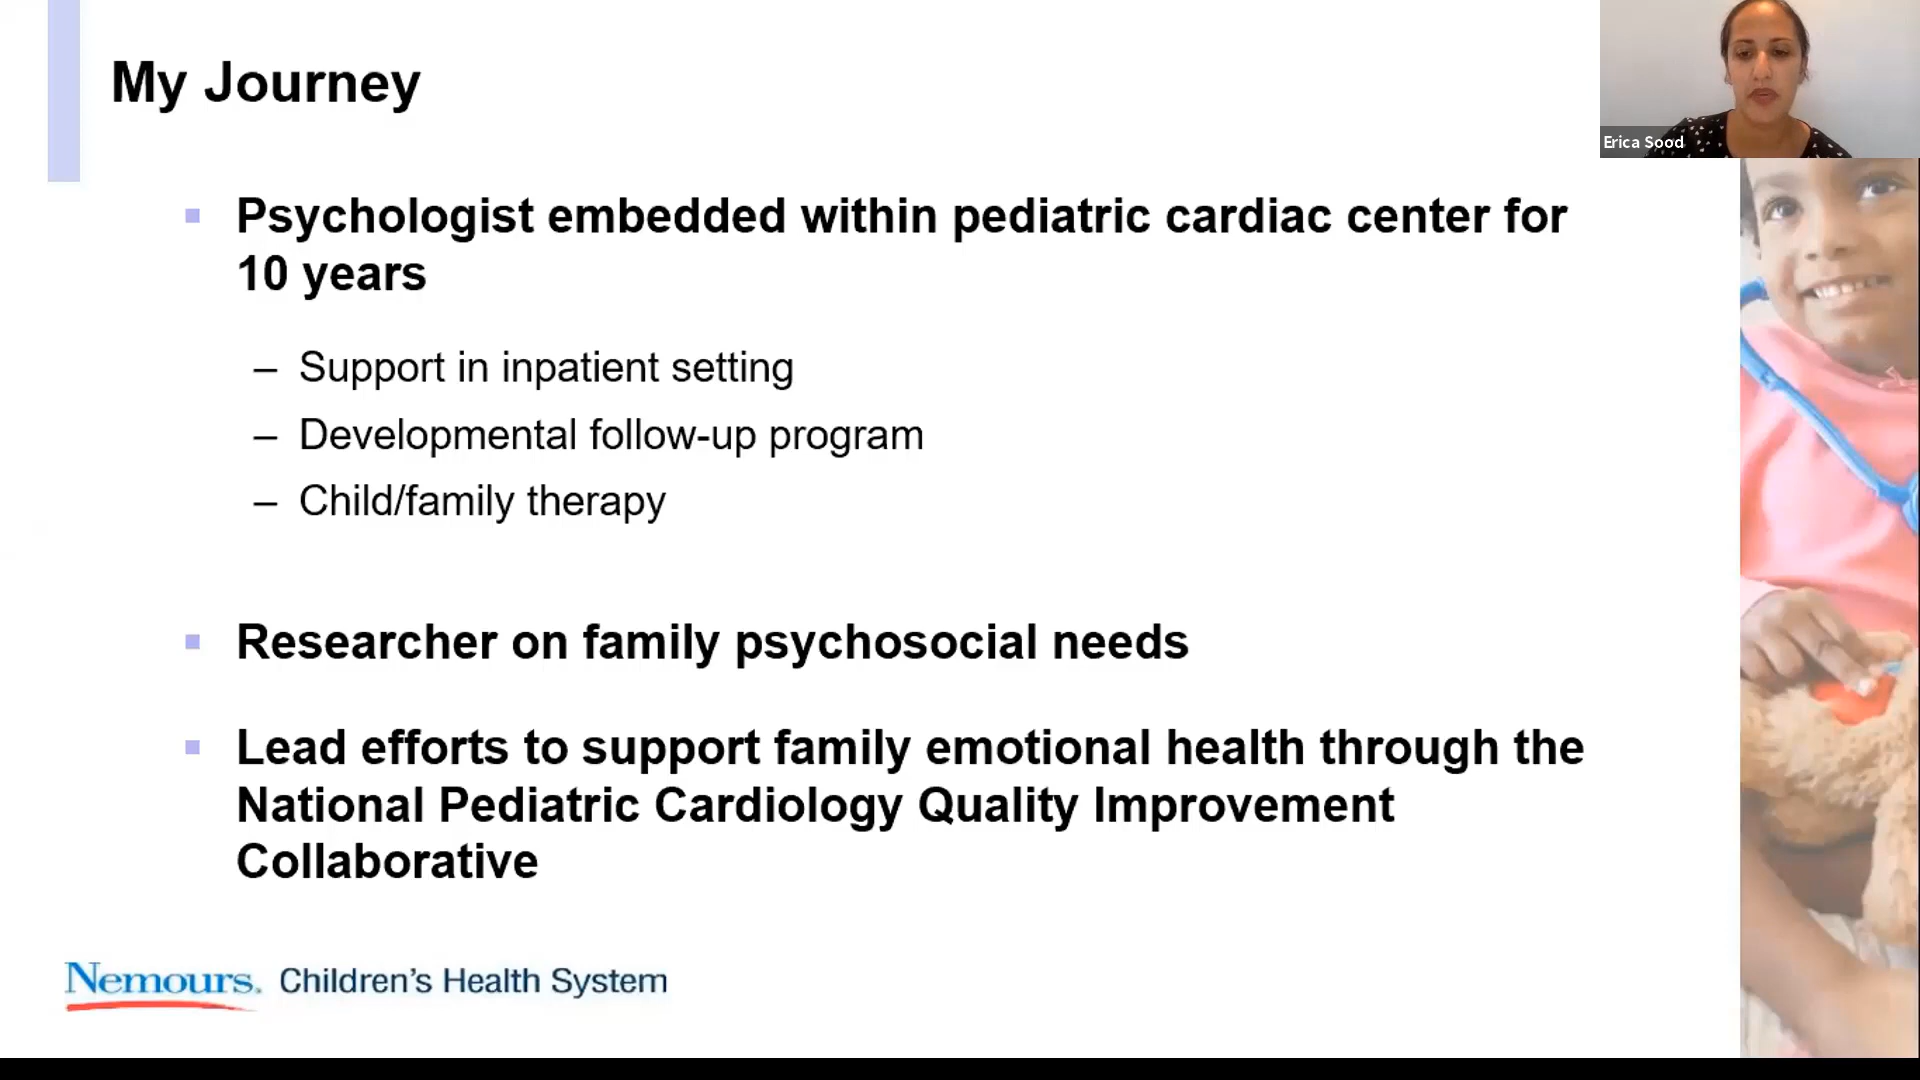 My Journey
Erica Sood
▪ Psychologist embedded within pediatric cardiac center for
10 years
– Support in inpatient setting
– Developmental follow-up program
– Child/family therapy
▪ Researcher on family psychosocial needs
▪ Lead efforts to support family emotional health through the
National Pediatric Cardiology Quality Improvement
Collaborative
Nemours. Children's Health System